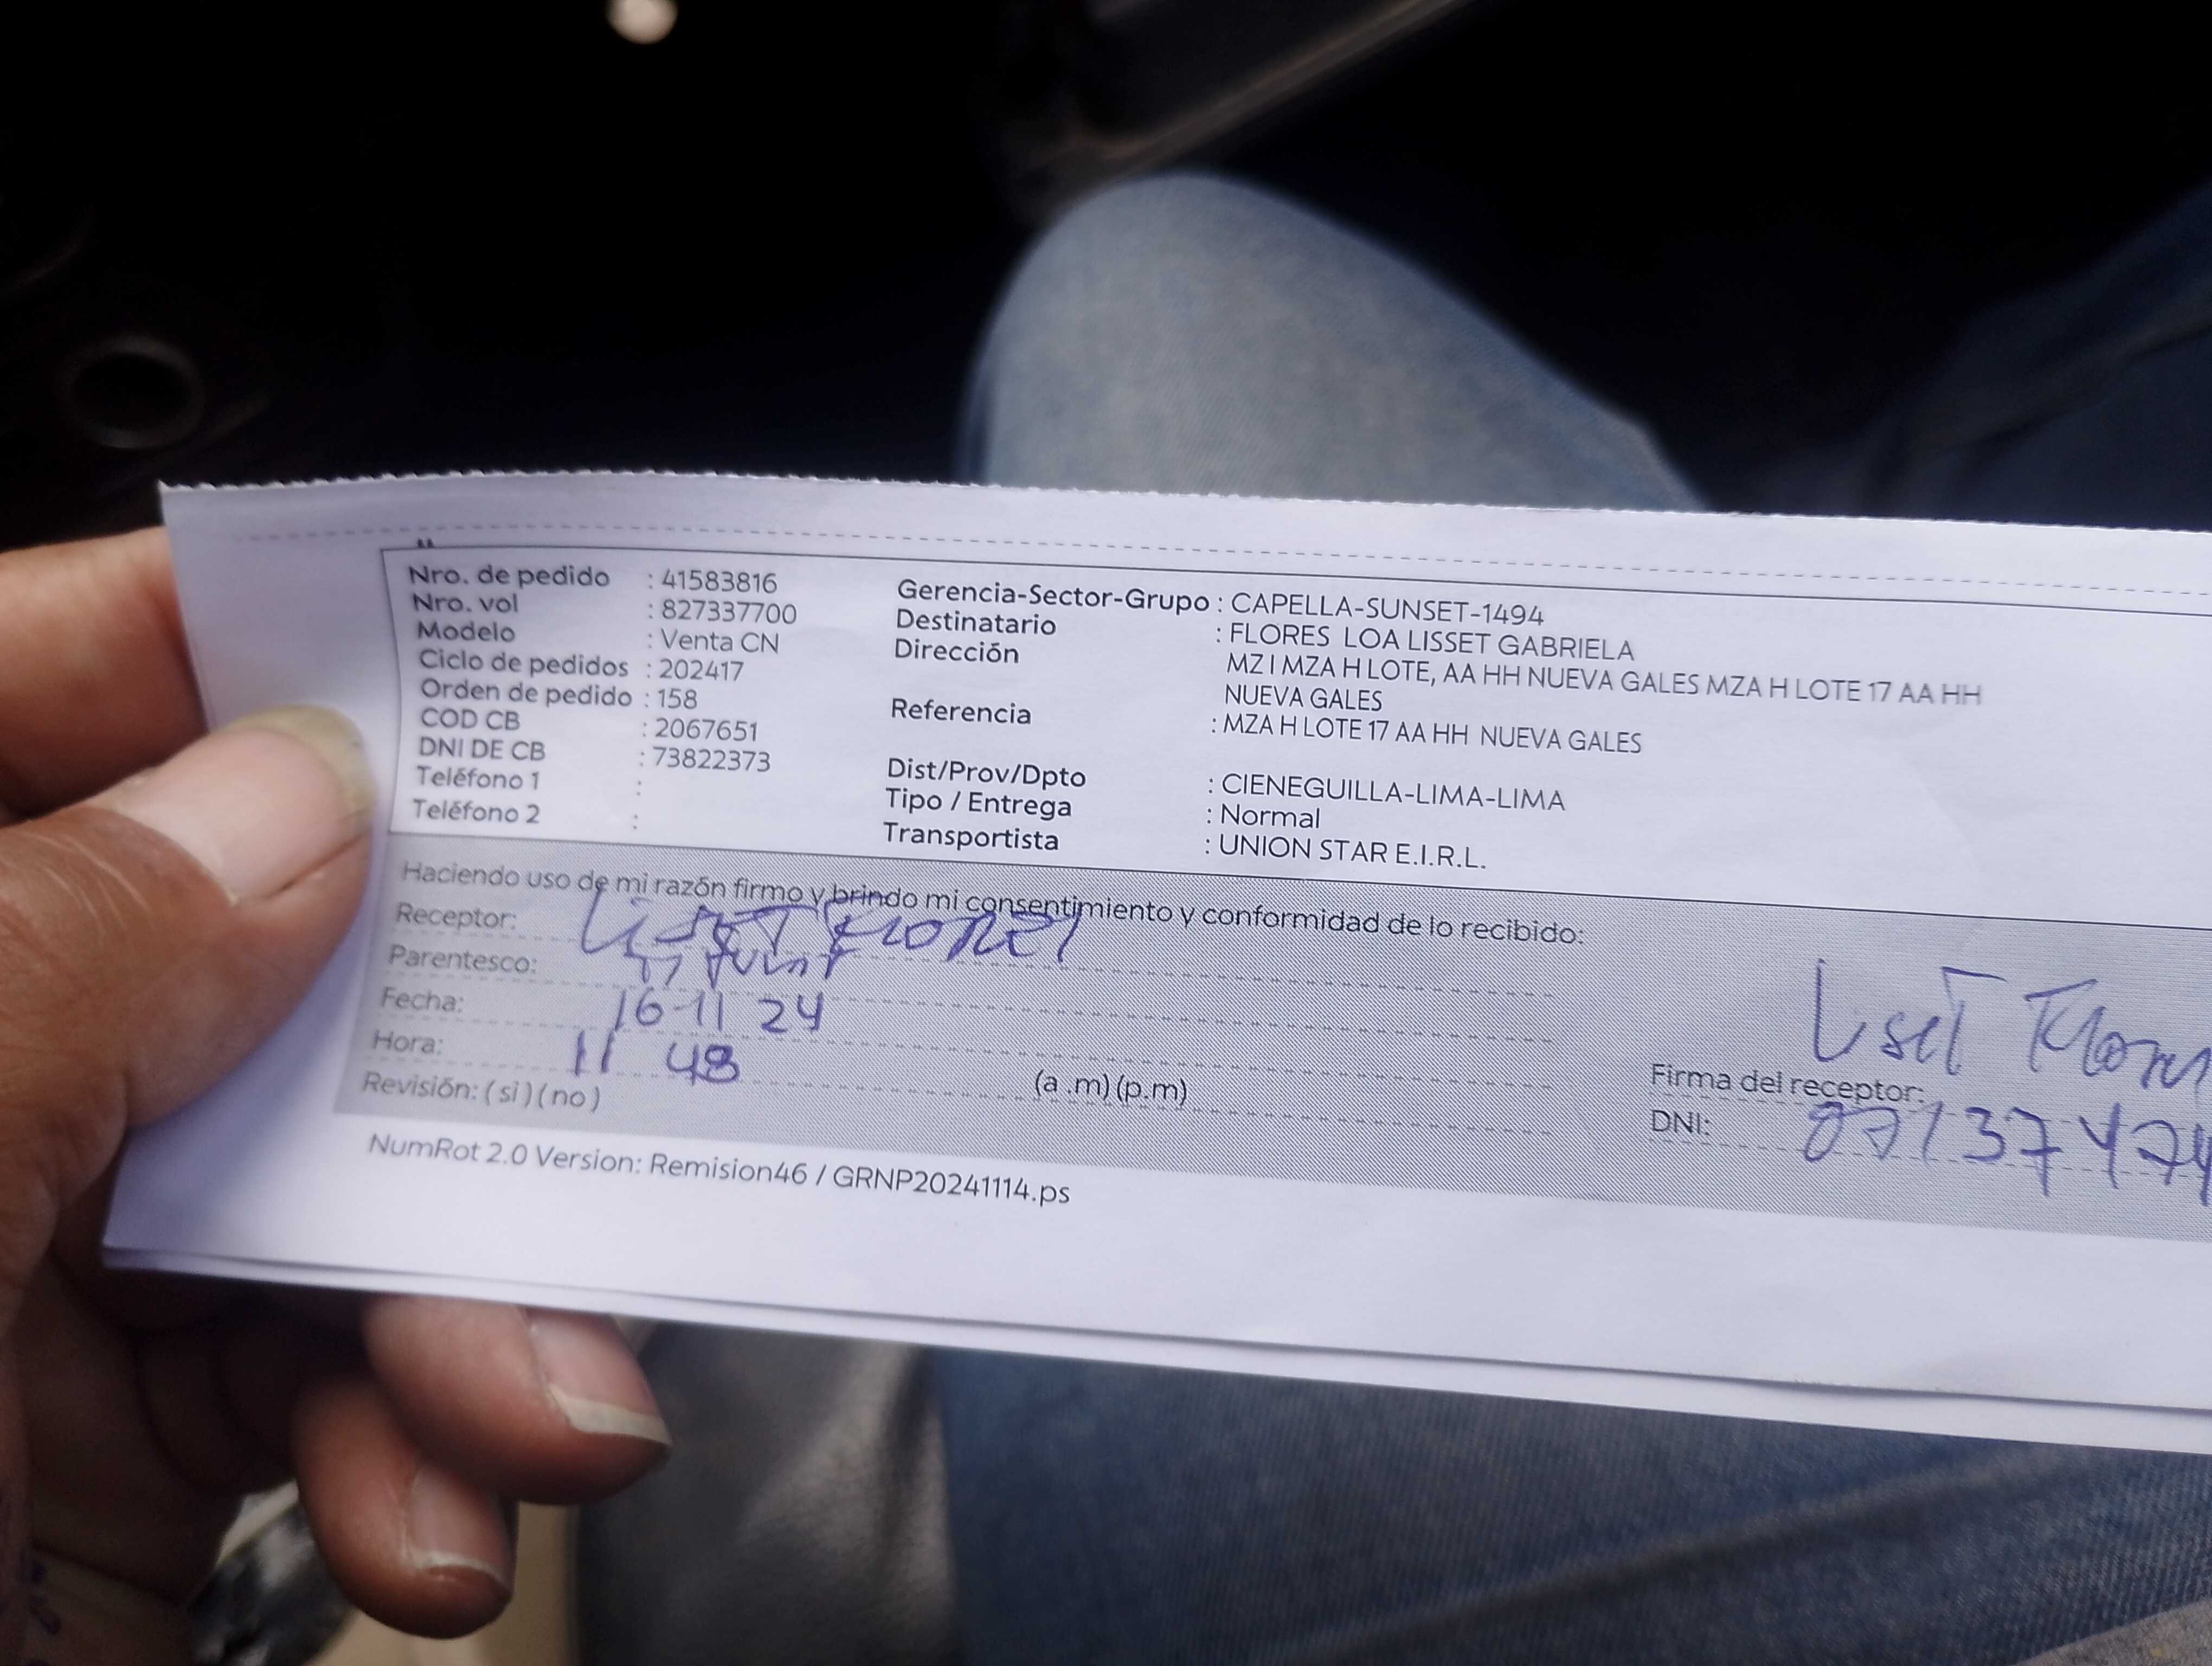 Nro. de pedido : 41583816
Nro. vol : 827337700
Modelo : Venta CN
Ciclo de pedidos : 202417
Orden de pedido : 158
COD CB : 2067651
DNI DE CB : 73822373
Teléfono 1 :
Teléfono 2 :
Gerencia-Sector-Grupo : CAPELLA-SUNSET-1494
Destinatario : FLORES LOA LISSET GABRIELA
Dirección MZ I MZA H LOTE, AA HH NUEVA GALES MZA H LOTE 17 AA HH
NUEVA GALES
Referencia : MZA H LOTE 17 AA HH NUEVA GALES
Dist/Prov/Dpto : CIENEGUILLA-LIMA-LIMA
Tipo / Entrega : Normal
Transportista : UNION STAR E.I.R.L.
Haciendo uso de mi razón firmo y brindo mi consentimiento y conformidad de lo recibido:
Receptor:
Parentesco:
Fecha: 16-11 24
Hora: 11 48 (a .m) (p.m)
Revisión: ( si ) ( no )
Firma del receptor:
DNI:
NumRot 2.0 Version: Remision46 / GRNP20241114.ps